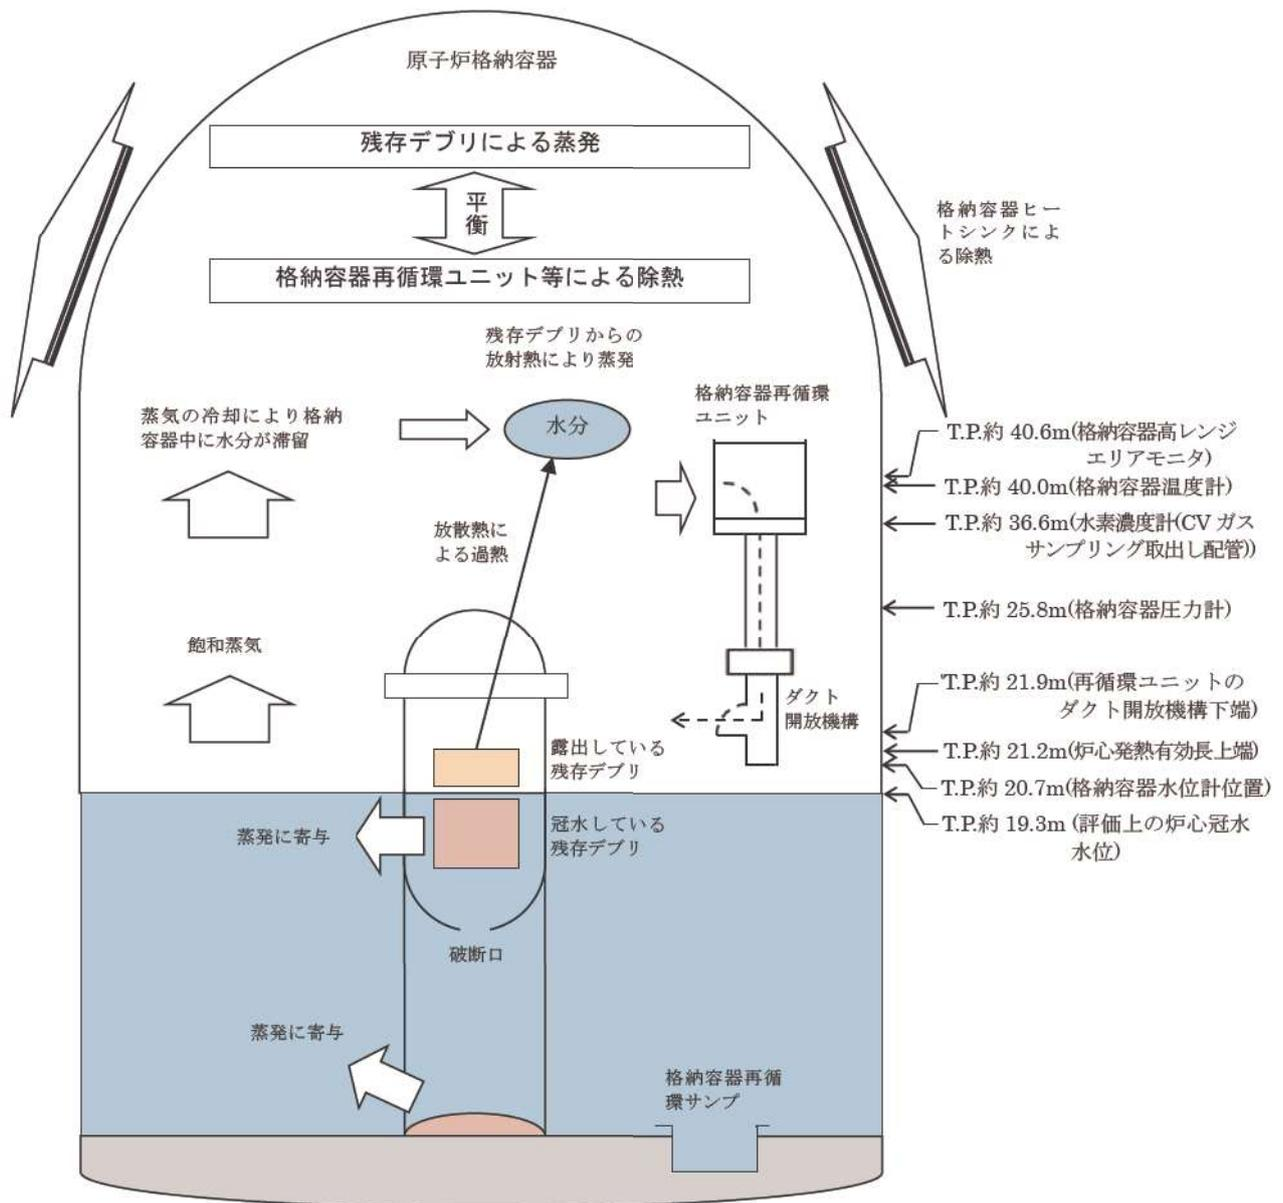 原子炉格納容器
残存デブリによる蒸発
平
衡
格納容器再循環ユニット等による除熱
格納容器ヒー
トシンクによ
る除熱
残存デブリからの
放射熱により蒸発
格納容器再循環
ユニット
蒸気の冷却により格納
容器中に水分が滞留
水分
T.P.約 40.6m(格納容器高レンジ
エリアモニタ)
T.P.約 40.0m(格納容器温度計)
T.P.約 36.6m(水素濃度計(CV ガス
サンプリング取出し配管))
放散熱に
よる過熱
T.P.約 25.8m(格納容器圧力計)
飽和蒸気
T.P.約 21.9m(再循環ユニットの
ダクト開放機構下端)
ダクト
開放機構
露出している
残存デブリ
T.P.約 21.2m(炉心発熱有効長上端)
T.P.約 20.7m(格納容器水位計位置)
T.P.約 19.3m (評価上の炉心冠水
水位)
蒸発に寄与
冠水している
残存デブリ
破断口
蒸発に寄与
格納容器再循
環サンプ